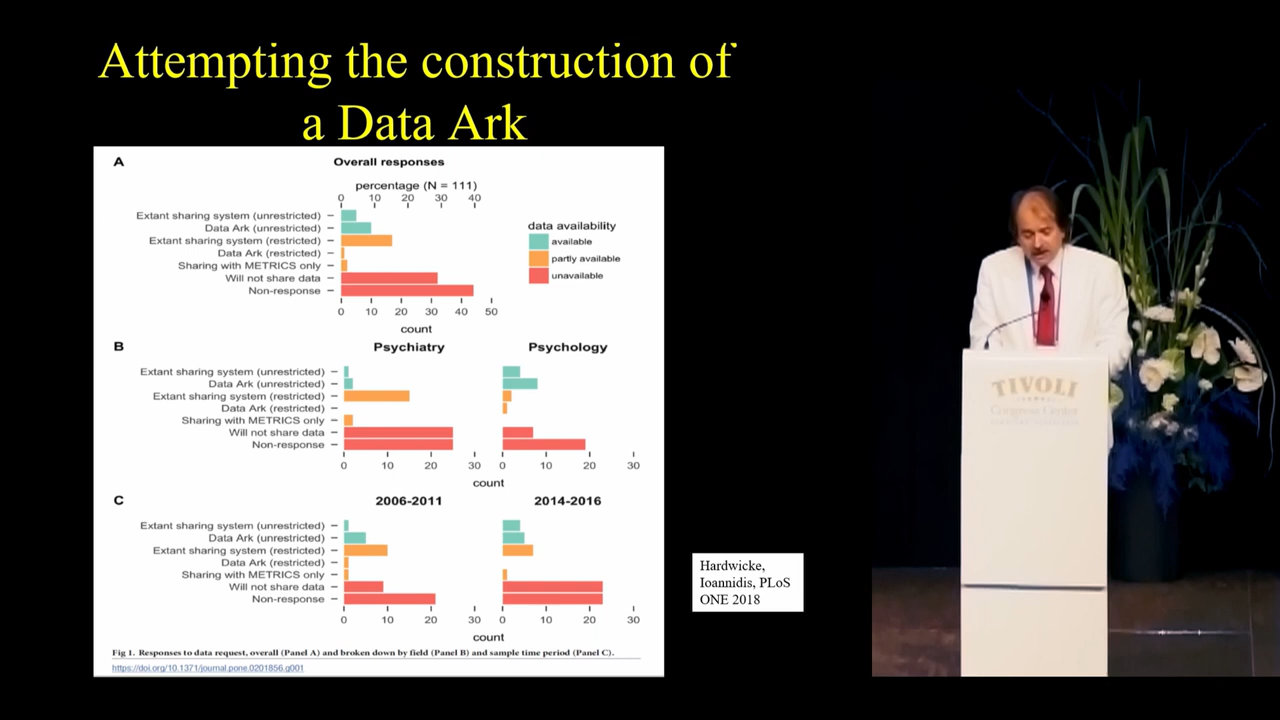 Attempting the construction of
a Data Ark
A
Overall responses
percentage (N = 111)
0 10 20 30 40
Extant sharing system (unrestricted)
Data Ark (unrestricted)
Extant sharing system (restricted)
Data Ark (restricted)
Sharing with METRICS only
Will not share data
Non-response
0 10 20 30 40 50
count
data availability
available
partly available
unavailable
B
Psychiatry
Psychology
Extant sharing system (unrestricted)
Data Ark (unrestricted)
Extant sharing system (restricted)
Data Ark (restricted)
Sharing with METRICS only
Will not share data
Non-response
0 10 20 30 0 10 20 30
count
C
2006-2011
2014-2016
Extant sharing system (unrestricted)
Data Ark (unrestricted)
Extant sharing system (restricted)
Data Ark (restricted)
Sharing with METRICS only
Will not share data
Non-response
0 10 20 30 0 10 20 30
count
Fig 1. Responses to data request, overall (Panel A) and broken down by field (Panel B) and sample time period (Panel C).
https://doi.org/10.1371/journal.pone.0201856.g001
Hardwicke,
Ioannidis, PLoS
ONE 2018
TIVOLI
Congress Center